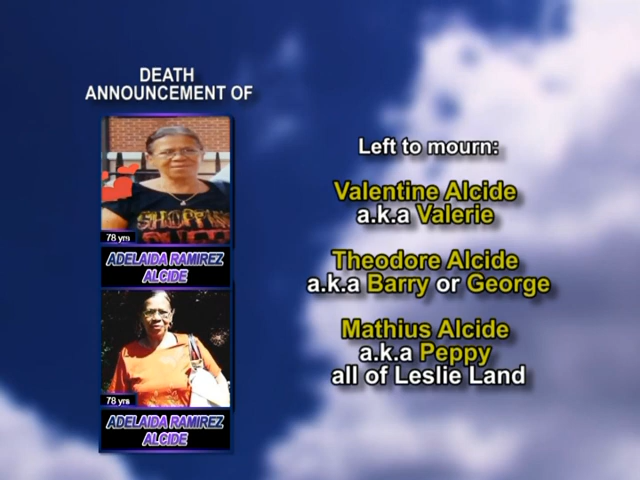 DEATH
ANNOUNCEMENT OF
SHOPPIN
78 yrs
ADELAIDA RAMIREZ
ALCIDE
78 yrs
ADELAIDA RAMIREZ
ALCIDE
Left to mourn:
Valentine Alcide
a.k.a Valerie
Theodore Alcide
a.k.a Barry or George
Mathius Alcide
a.k.a Peppy
all of Leslie Land